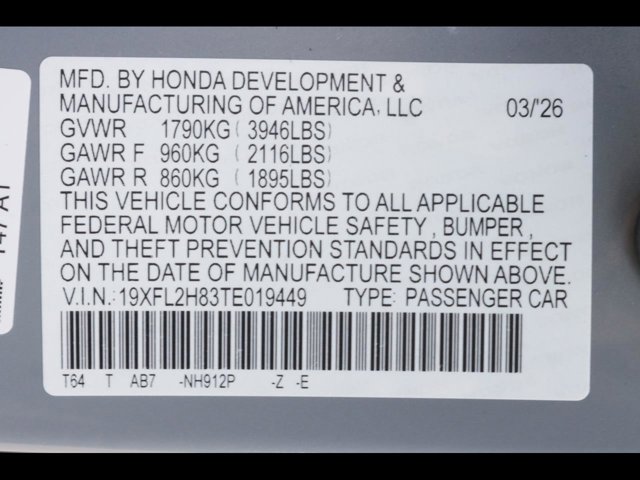 MFD. BY HONDA DEVELOPMENT &
MANUFACTURING OF AMERICA, LLC 03/'26
GVWR 1790KG ( 3946LBS)
GAWR F 960KG ( 2116LBS)
GAWR R 860KG ( 1895LBS)
THIS VEHICLE CONFORMS TO ALL APPLICABLE
FEDERAL MOTOR VEHICLE SAFETY , BUMPER ,
AND THEFT PREVENTION STANDARDS IN EFFECT
ON THE DATE OF MANUFACTURE SHOWN ABOVE.
V.I.N.: 19XFL2H83TE019449 TYPE: PASSENGER CAR
T64 T AB7 -NH912P -Z -E